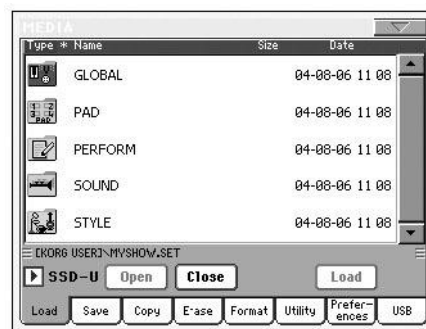 MEDIA
Type * Name Size Date
GLOBAL 04-08-06 11 08
PAD 04-08-06 11 08
PERFORM 04-08-06 11 08
SOUND 04-08-06 11 08
STYLE 04-08-06 11 08
[KORG USER]\MYSHOW.SET
SSD-U Open Close Load
Load Save Copy Erase Format Utility Prefer-ences USB